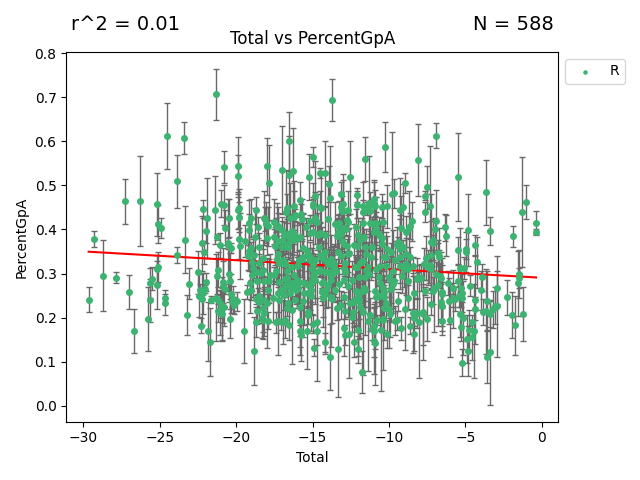 r^2 = 0.01
N = 588
Total vs PercentGpA
R
PercentGpA
0.8
0.7
0.6
0.5
0.4
0.3
0.2
0.1
0.0
−30 −25 −20 −15 −10 −5 0
Total